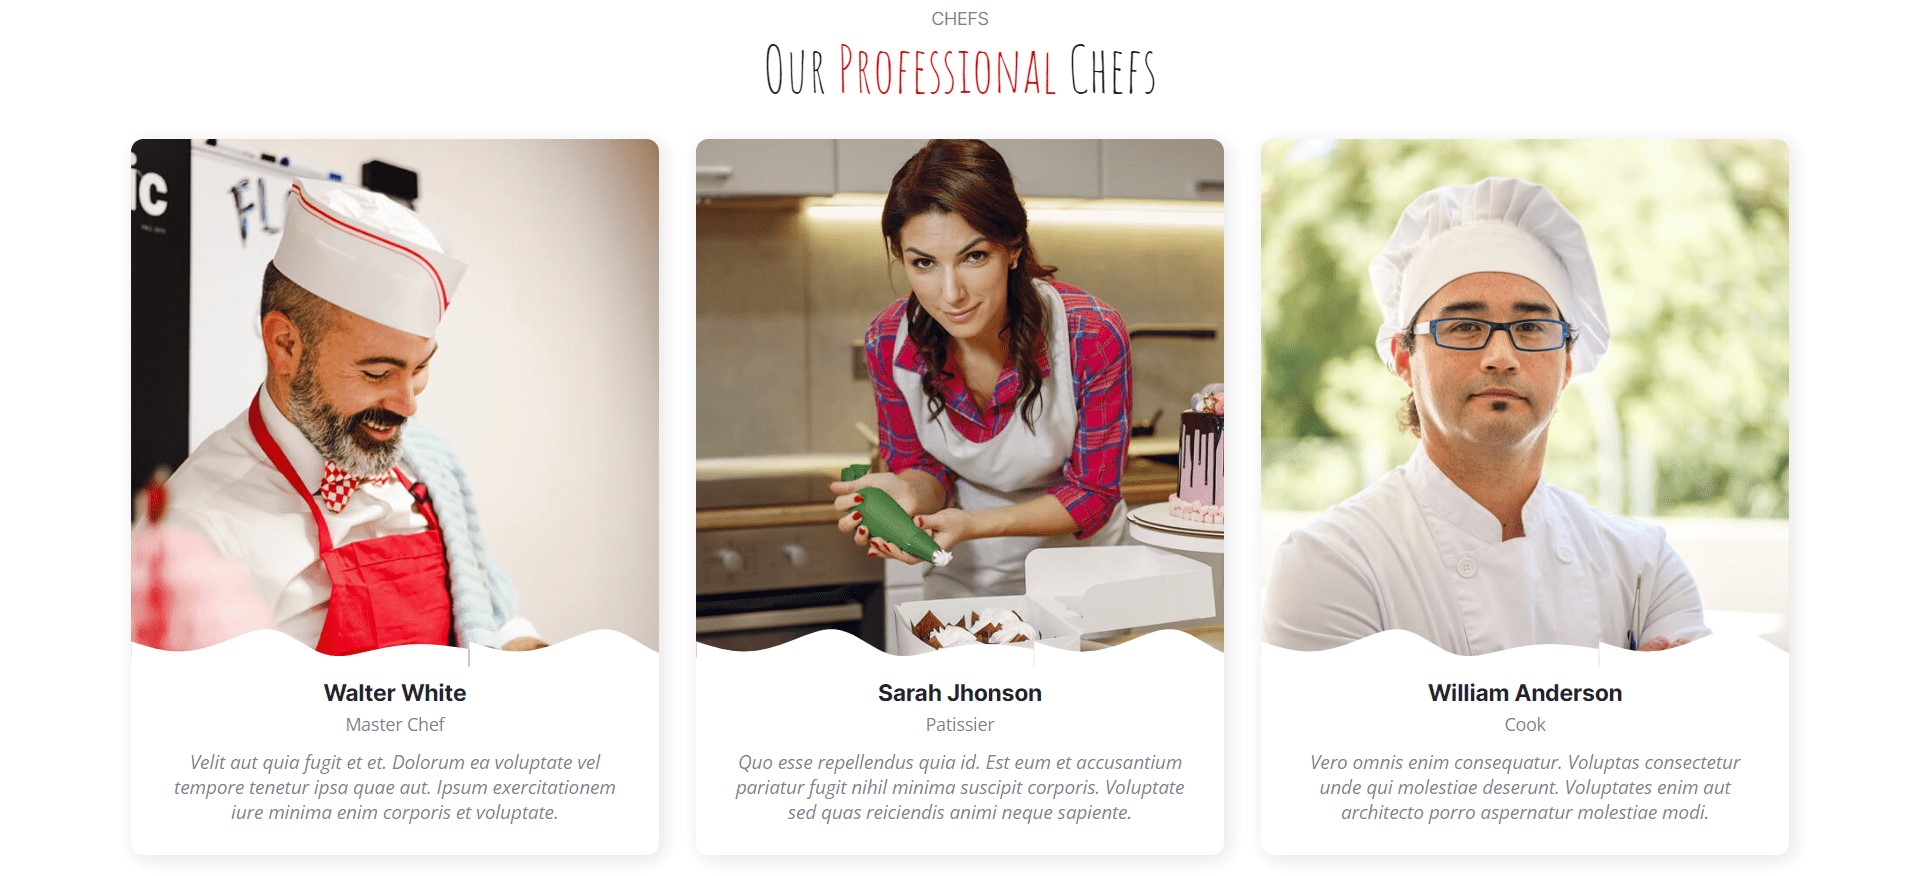 CHEFS
Our Professional Chefs
ic
FL
Walter White
Master Chef
Velit aut quia fugit et et. Dolorum ea voluptate vel
tempore tenetur ipsa quae aut. Ipsum exercitationem
iure minima enim corporis et voluptate.
Sarah Jhonson
Patissier
Quo esse repellendus quia id. Est eum et accusantium
pariatur fugit nihil minima suscipit corporis. Voluptate
sed quas reiciendis animi neque sapiente.
William Anderson
Cook
Vero omnis enim consequatur. Voluptas consectetur
unde qui molestiae deserunt. Voluptates enim aut
architecto porro aspernatur molestiae modi.